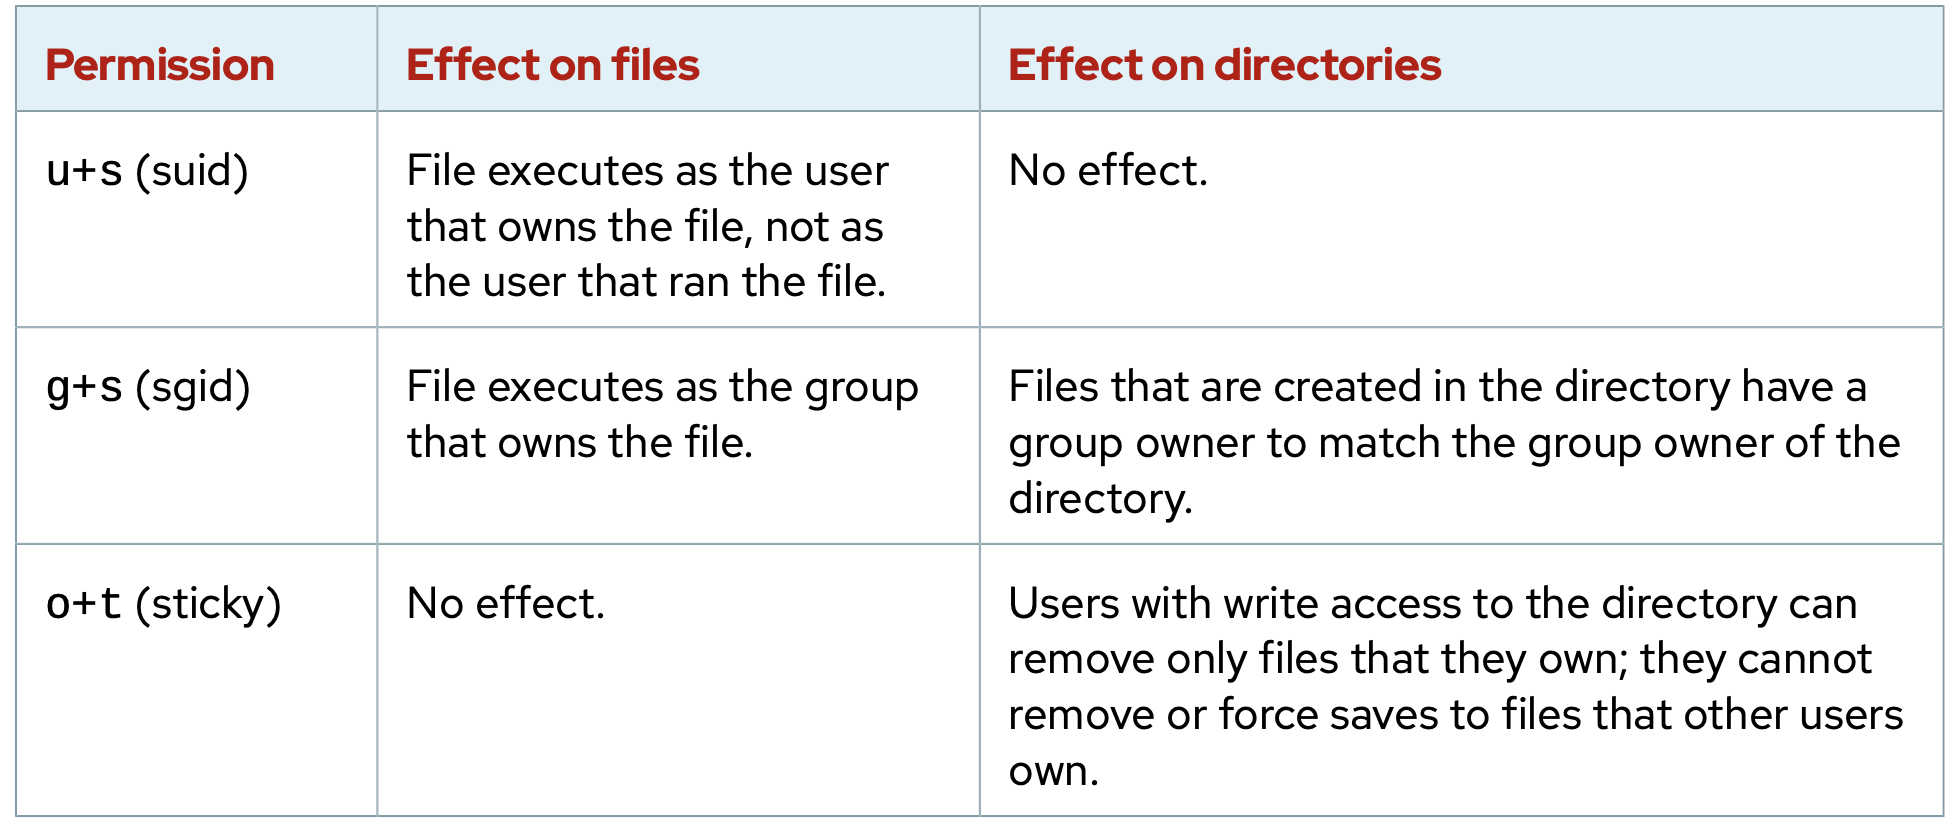 Permission
Effect on files
Effect on directories
u+s (suid)
File executes as the user
that owns the file, not as
the user that ran the file.
No effect.
g+s (sgid)
File executes as the group
that owns the file.
Files that are created in the directory have a
group owner to match the group owner of the
directory.
o+t (sticky)
No effect.
Users with write access to the directory can
remove only files that they own; they cannot
remove or force saves to files that other users
own.